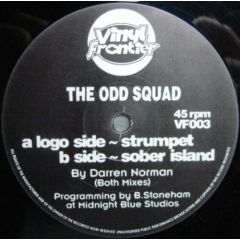 Vinyl
Frontier
THE ODD SQUAD
45 rpm
VF003
a logo side ~ strumpet
b side ~ sober island
By Darren Norman
(Both Mixes)
Programming by B.Stoneham
at Midnight Blue Studios